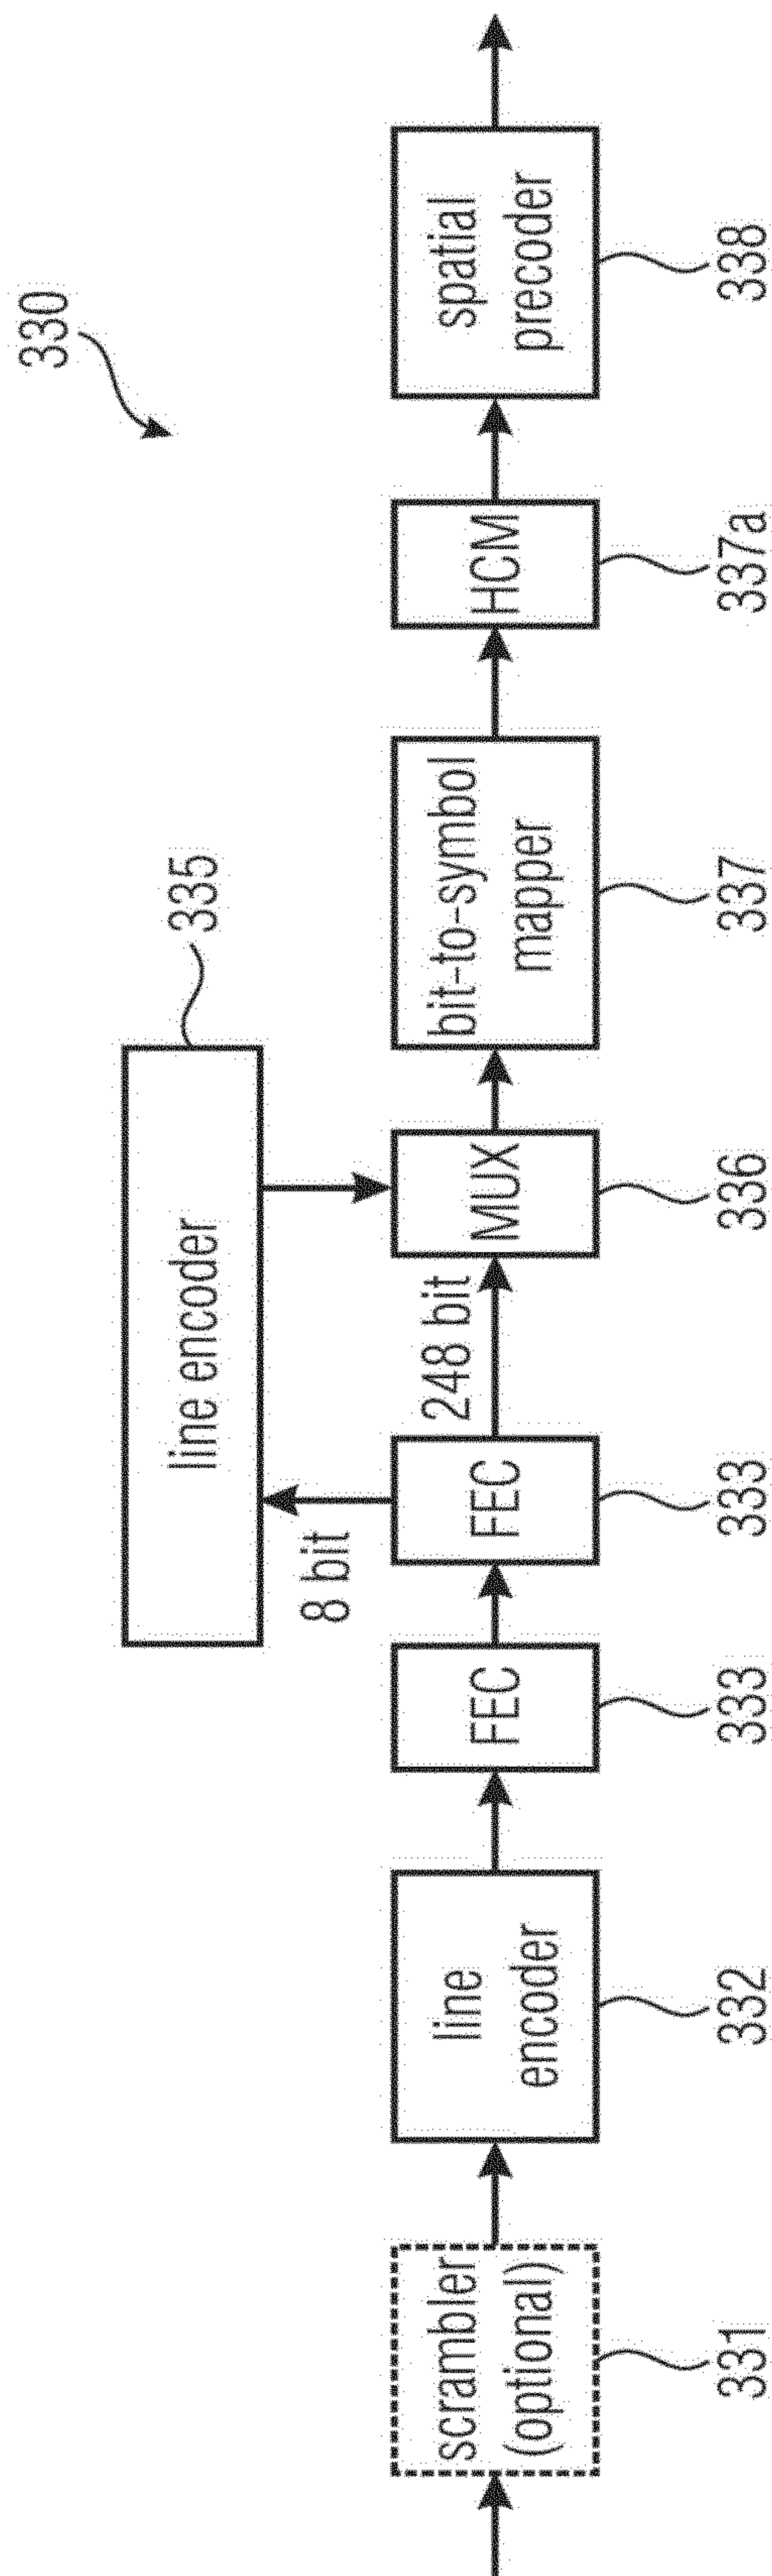 330
335
line encoder
8 bit
248 bit
scrambler
(optional)
line
encoder
FEC
FEC
MUX
bit-to-symbol
mapper
HCM
spatial
precoder
331
332
333
333
336
337
337a
338